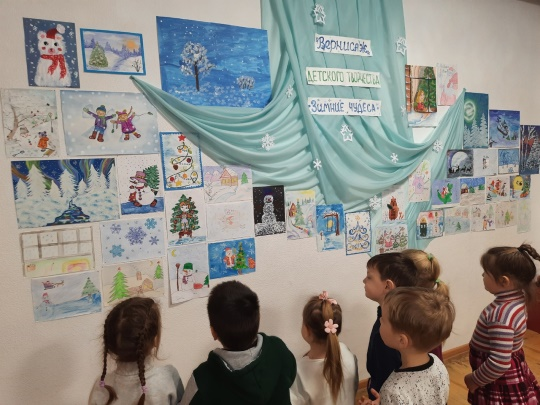 "Вернисаж
детского творчества
"Зимние чудеса"